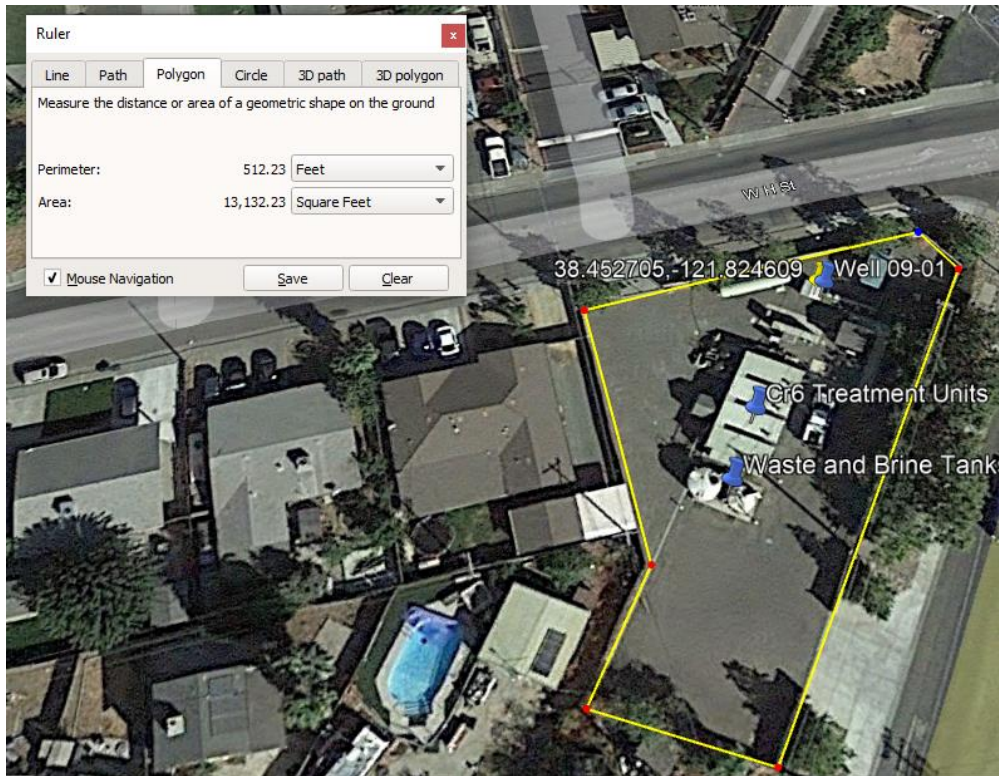 Ruler
x
Line Path Polygon Circle 3D path 3D polygon
Measure the distance or area of a geometric shape on the ground
Perimeter: 512.23 Feet
Area: 13,132.23 Square Feet
Mouse Navigation Save Clear
W H St
38.452705,-121.824609 Well 09-01
Cr6 Treatment Units
Waste and Brine Tank